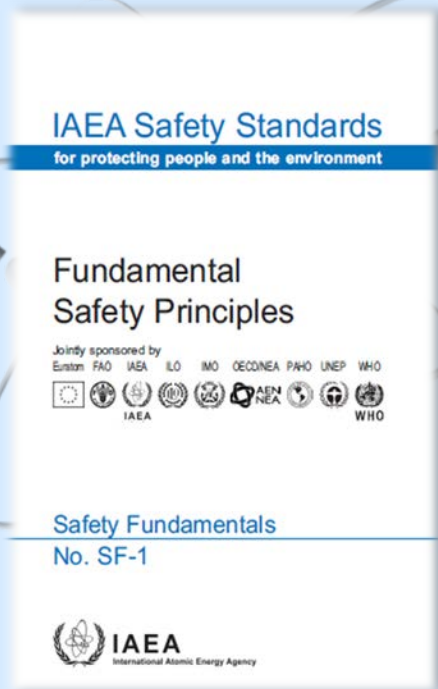 IAEA Safety Standards
for protecting people and the environment
Fundamental
Safety Principles
Jointly sponsored by
Euratom FAO IAEA ILO IMO OECD/NEA PAHO UNEP WHO
IAEA AEN NEA WHO
Safety Fundamentals
No. SF-1
IAEA
International Atomic Energy Agency